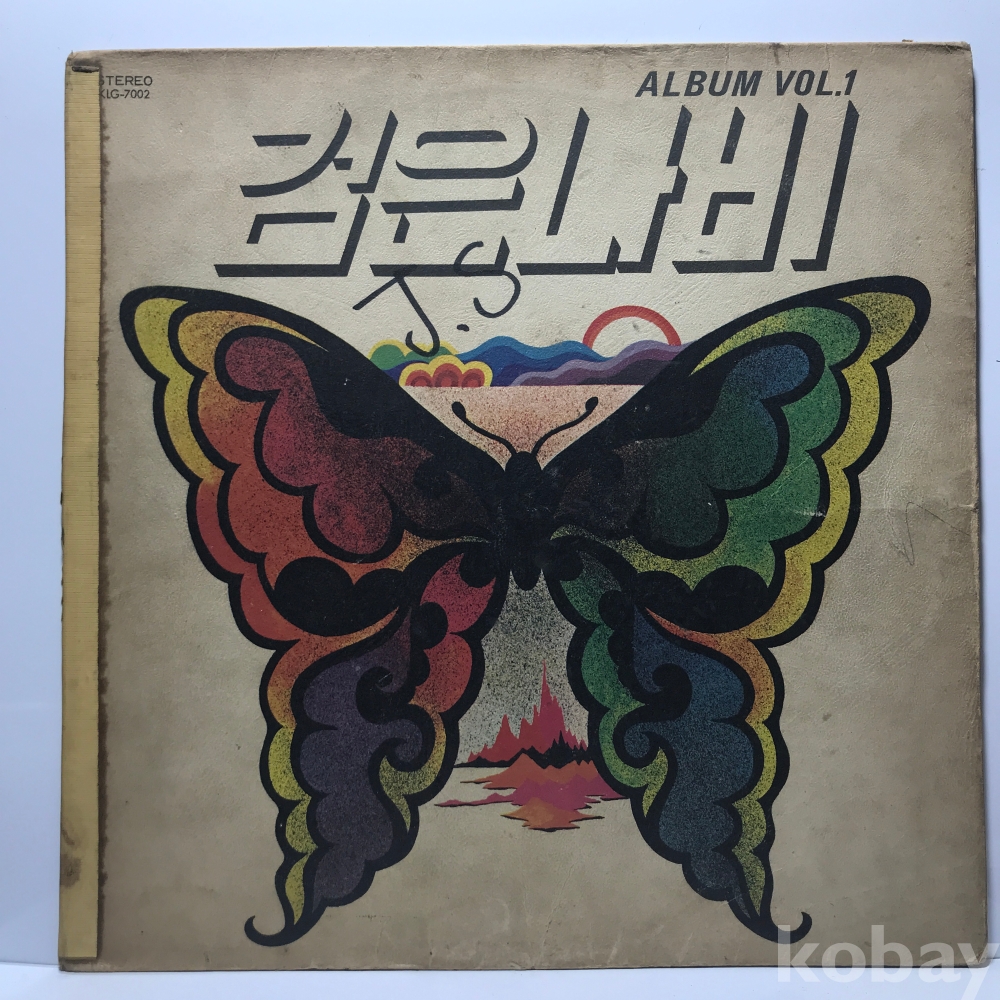 STEREO
KLG-7002
ALBUM VOL.1
검은나비
J.S
kobay